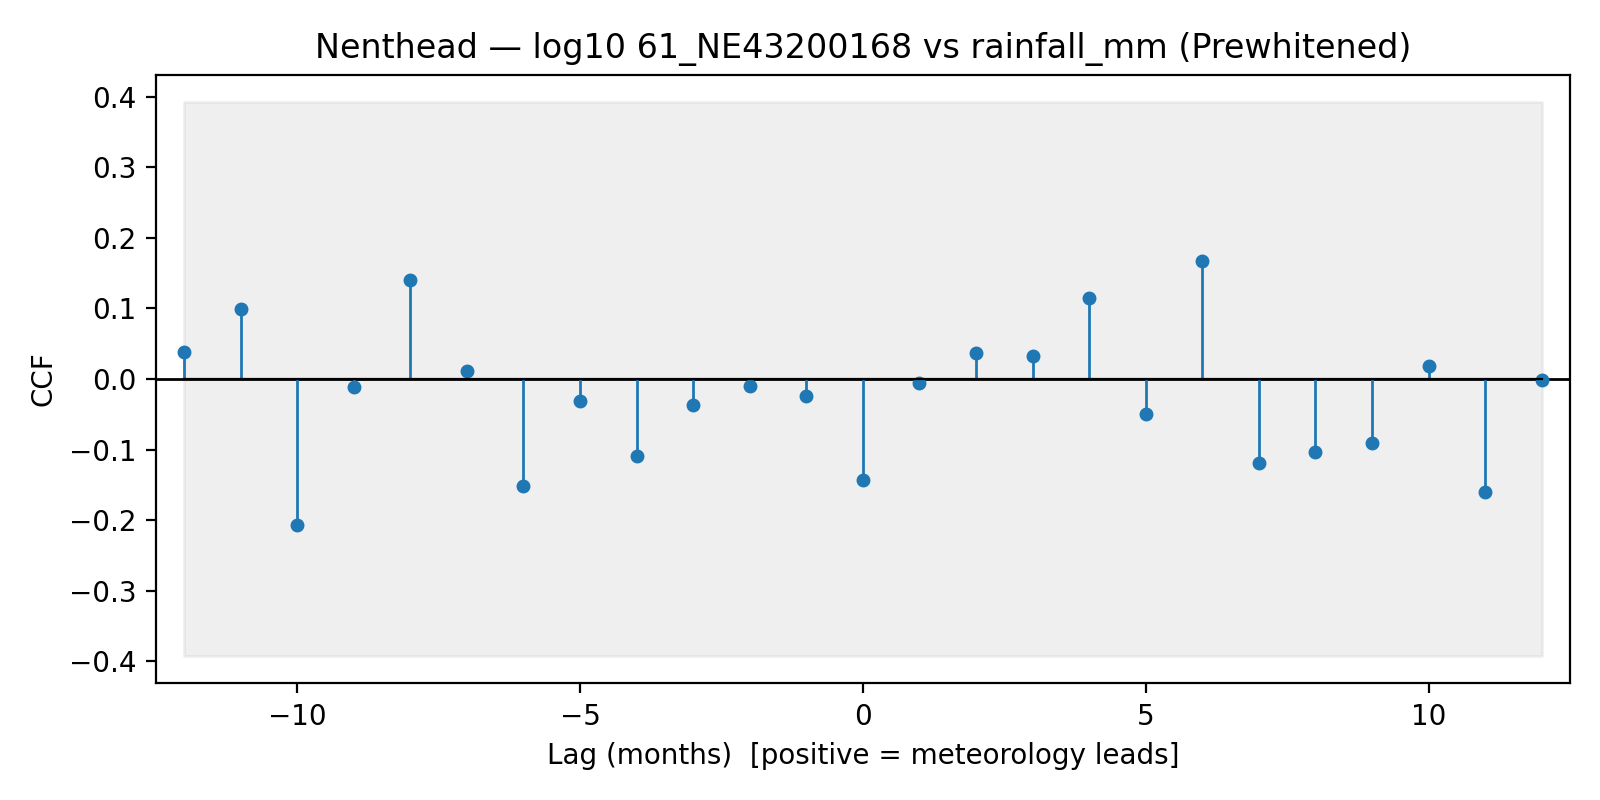 Nenthead — log10 61_NE43200168 vs rainfall_mm (Prewhitened)
0.4
0.3
0.2
0.1
0.0
−0.1
−0.2
−0.3
−0.4
CCF
−10 −5 0 5 10
Lag (months)  [positive = meteorology leads]